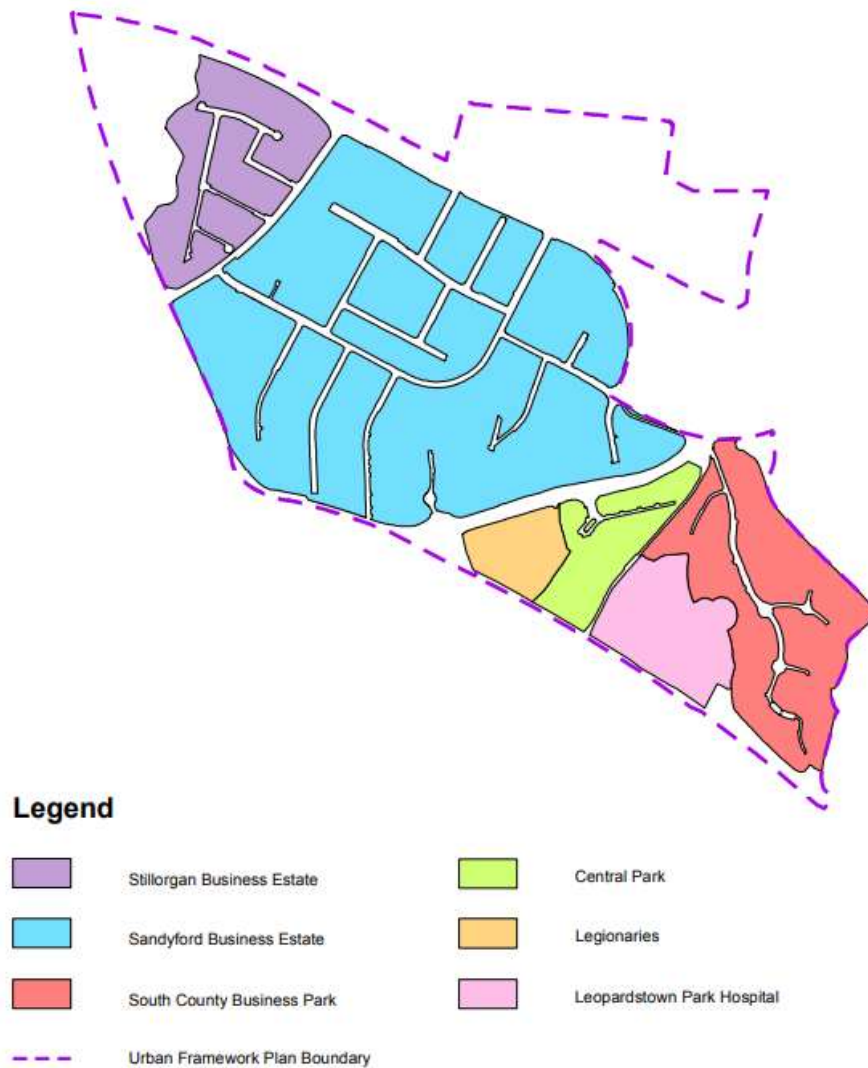 Legend
Stillorgan Business Estate
Central Park
Sandyford Business Estate
Legionaries
South County Business Park
Leopardstown Park Hospital
Urban Framework Plan Boundary